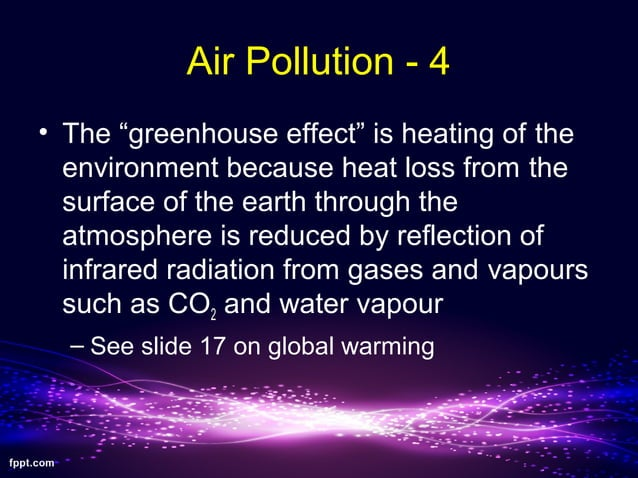 Air Pollution - 4
• The “greenhouse effect” is heating of the
environment because heat loss from the
surface of the earth through the
atmosphere is reduced by reflection of
infrared radiation from gases and vapours
such as CO₂ and water vapour
– See slide 17 on global warming
fppt.com